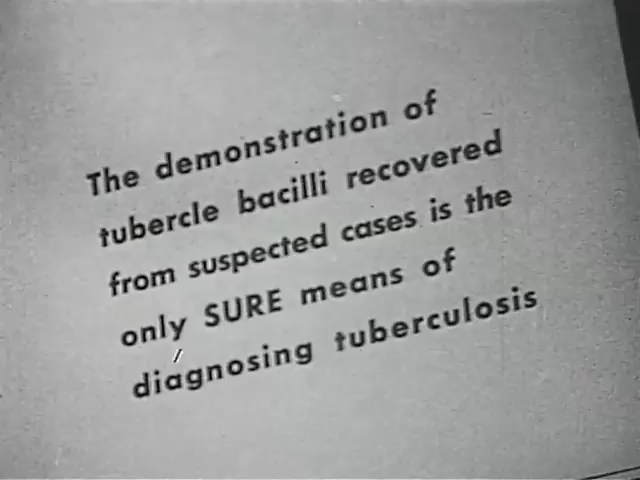 The demonstration of
tubercle bacilli recovered
from suspected cases is the
only SURE means of
diagnosing tuberculosis